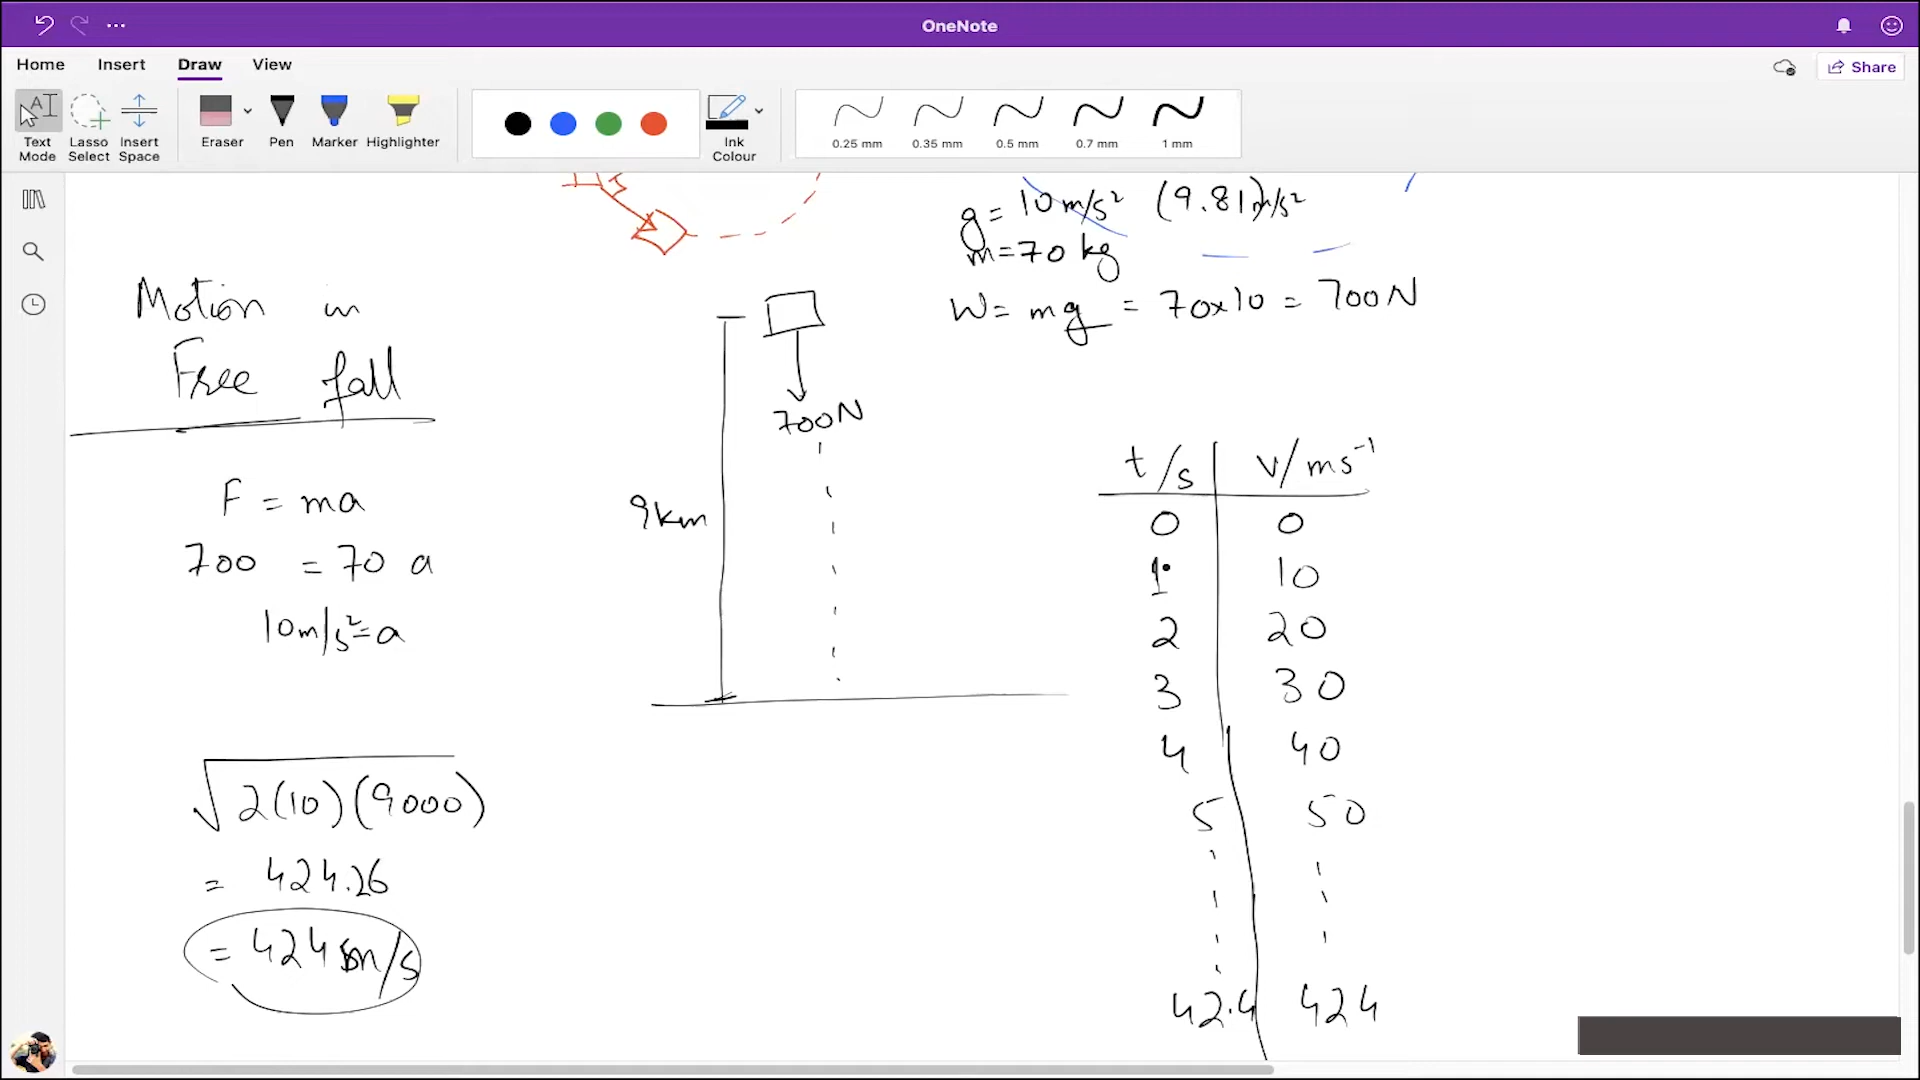 OneNote
Home Insert Draw View
Share
Text Mode
Lasso Select
Insert Space
Eraser
Pen
Marker
Highlighter
Ink Colour
0.25 mm
0.35 mm
0.5 mm
0.7 mm
1 mm
g = 10 m/s² (9.81) m/s²
m = 70 kg
W = mg = 70x10 = 700N
Motion in
Free fall
F = ma
700 = 70 a
10m/s² = a
700N
9km
√2(10)(9000)
= 424.26
= 424 m/s
t/s v/ms⁻¹
0 0
1 10
2 20
3 30
4 40
5 50
42.4 424